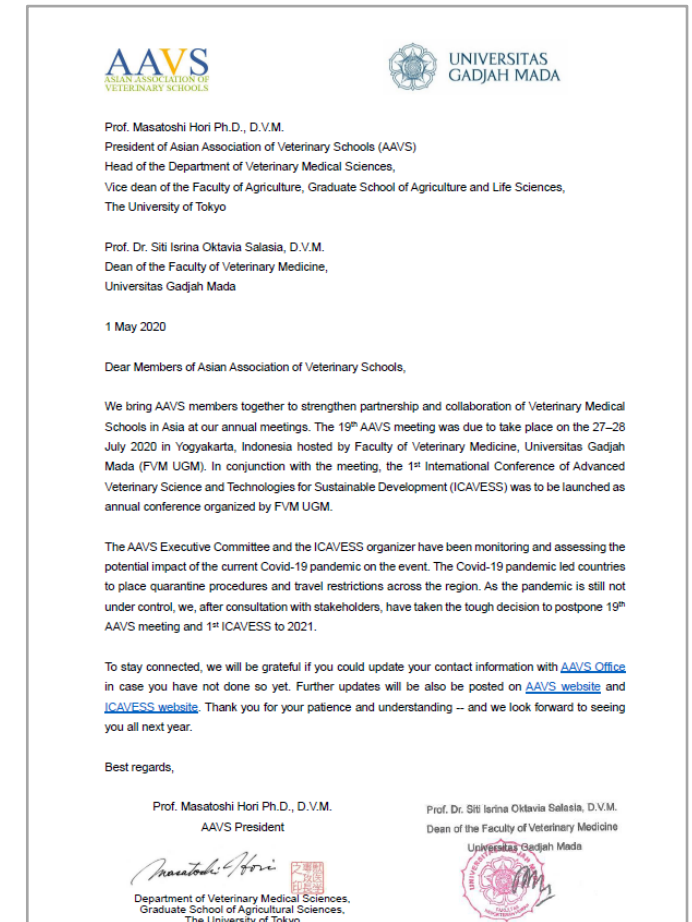 AAVS
ASIAN ASSOCIATION OF
VETERINARY SCHOOLS
UNIVERSITAS
GADJAH MADA
Prof. Masatoshi Hori Ph.D., D.V.M.
President of Asian Association of Veterinary Schools (AAVS)
Head of the Department of Veterinary Medical Sciences,
Vice dean of the Faculty of Agriculture, Graduate School of Agriculture and Life Sciences,
The University of Tokyo
Prof. Dr. Siti Isrina Oktavia Salasia, D.V.M.
Dean of the Faculty of Veterinary Medicine,
Universitas Gadjah Mada
1 May 2020
Dear Members of Asian Association of Veterinary Schools,
We bring AAVS members together to strengthen partnership and collaboration of Veterinary Medical
Schools in Asia at our annual meetings. The 19th AAVS meeting was due to take place on the 27–28
July 2020 in Yogyakarta, Indonesia hosted by Faculty of Veterinary Medicine, Universitas Gadjah
Mada (FVM UGM). In conjunction with the meeting, the 1st International Conference of Advanced
Veterinary Science and Technologies for Sustainable Development (ICAVESS) was to be launched as
annual conference organized by FVM UGM.
The AAVS Executive Committee and the ICAVESS organizer have been monitoring and assessing the
potential impact of the current Covid-19 pandemic on the event. The Covid-19 pandemic led countries
to place quarantine procedures and travel restrictions across the region. As the pandemic is still not
under control, we, after consultation with stakeholders, have taken the tough decision to postpone 19th
AAVS meeting and 1st ICAVESS to 2021.
To stay connected, we will be grateful if you could update your contact information with AAVS Office
in case you have not done so yet. Further updates will be also be posted on AAVS website and
ICAVESS website. Thank you for your patience and understanding -- and we look forward to seeing
you all next year.
Best regards,
Prof. Masatoshi Hori Ph.D., D.V.M.
AAVS President
Masatoshi Hori
Department of Veterinary Medical Sciences,
Graduate School of Agricultural Sciences,
The University of Tokyo
Prof. Dr. Siti Isrina Oktavia Salasia, D.V.M.
Dean of the Faculty of Veterinary Medicine
Universitas Gadjah Mada